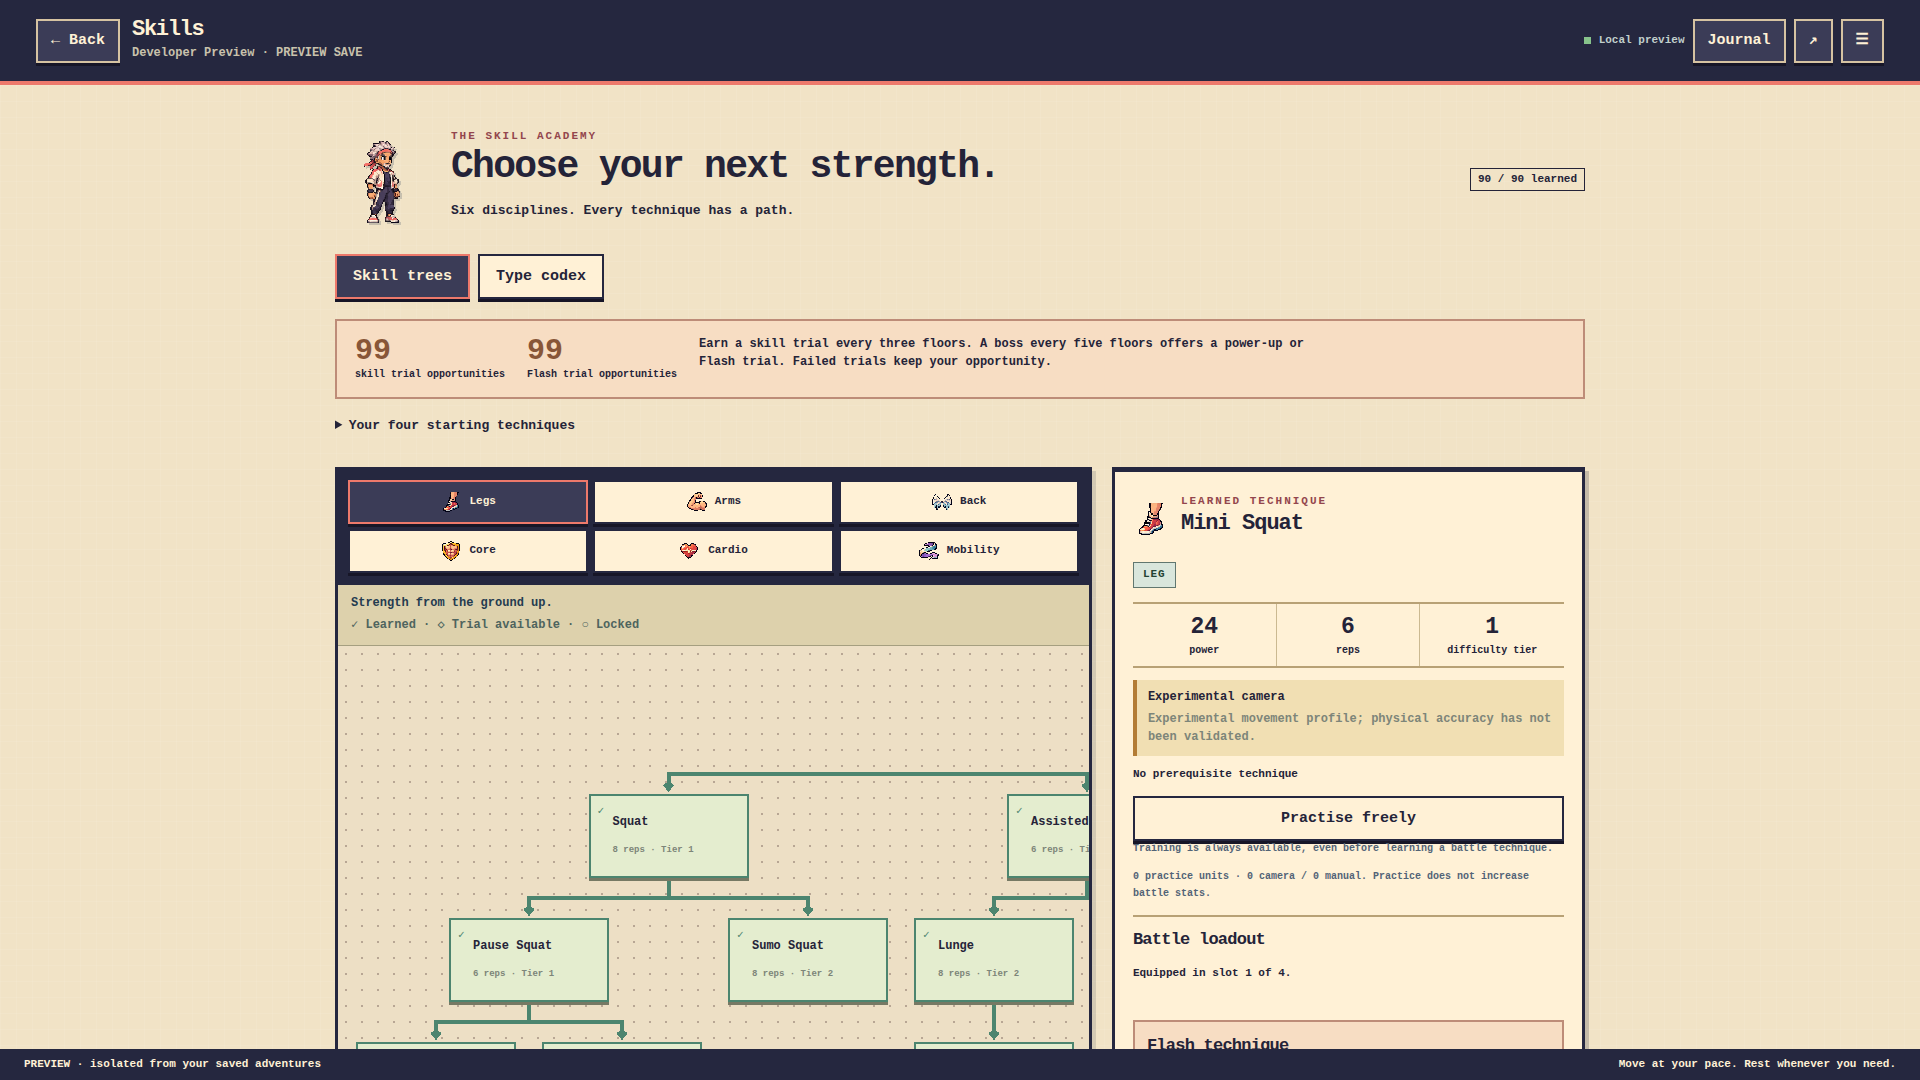 ← Back
Skills
Developer Preview · PREVIEW SAVE
Local preview
Journal
↗
☰
THE SKILL ACADEMY
Choose your next strength.
Six disciplines. Every technique has a path.
90 / 90 learned
Skill trees
Type codex
99
skill trial opportunities
99
Flash trial opportunities
Earn a skill trial every three floors. A boss every five floors offers a power-up or
Flash trial. Failed trials keep your opportunity.
▶ Your four starting techniques
Legs
Arms
Back
Core
Cardio
Mobility
Strength from the ground up.
✓ Learned · ◇ Trial available · ○ Locked
✓
Squat
8 reps · Tier 1
✓
Assisted
6 reps · Ti
✓
Pause Squat
6 reps · Tier 1
✓
Sumo Squat
8 reps · Tier 2
✓
Lunge
8 reps · Tier 2
LEARNED TECHNIQUE
Mini Squat
LEG
24
power
6
reps
1
difficulty tier
Experimental camera
Experimental movement profile; physical accuracy has not
been validated.
No prerequisite technique
Practise freely
Training is always available, even before learning a battle technique.
0 practice units · 0 camera / 0 manual. Practice does not increase
battle stats.
Battle loadout
Equipped in slot 1 of 4.
Flash technique
PREVIEW · isolated from your saved adventures
Move at your pace. Rest whenever you need.